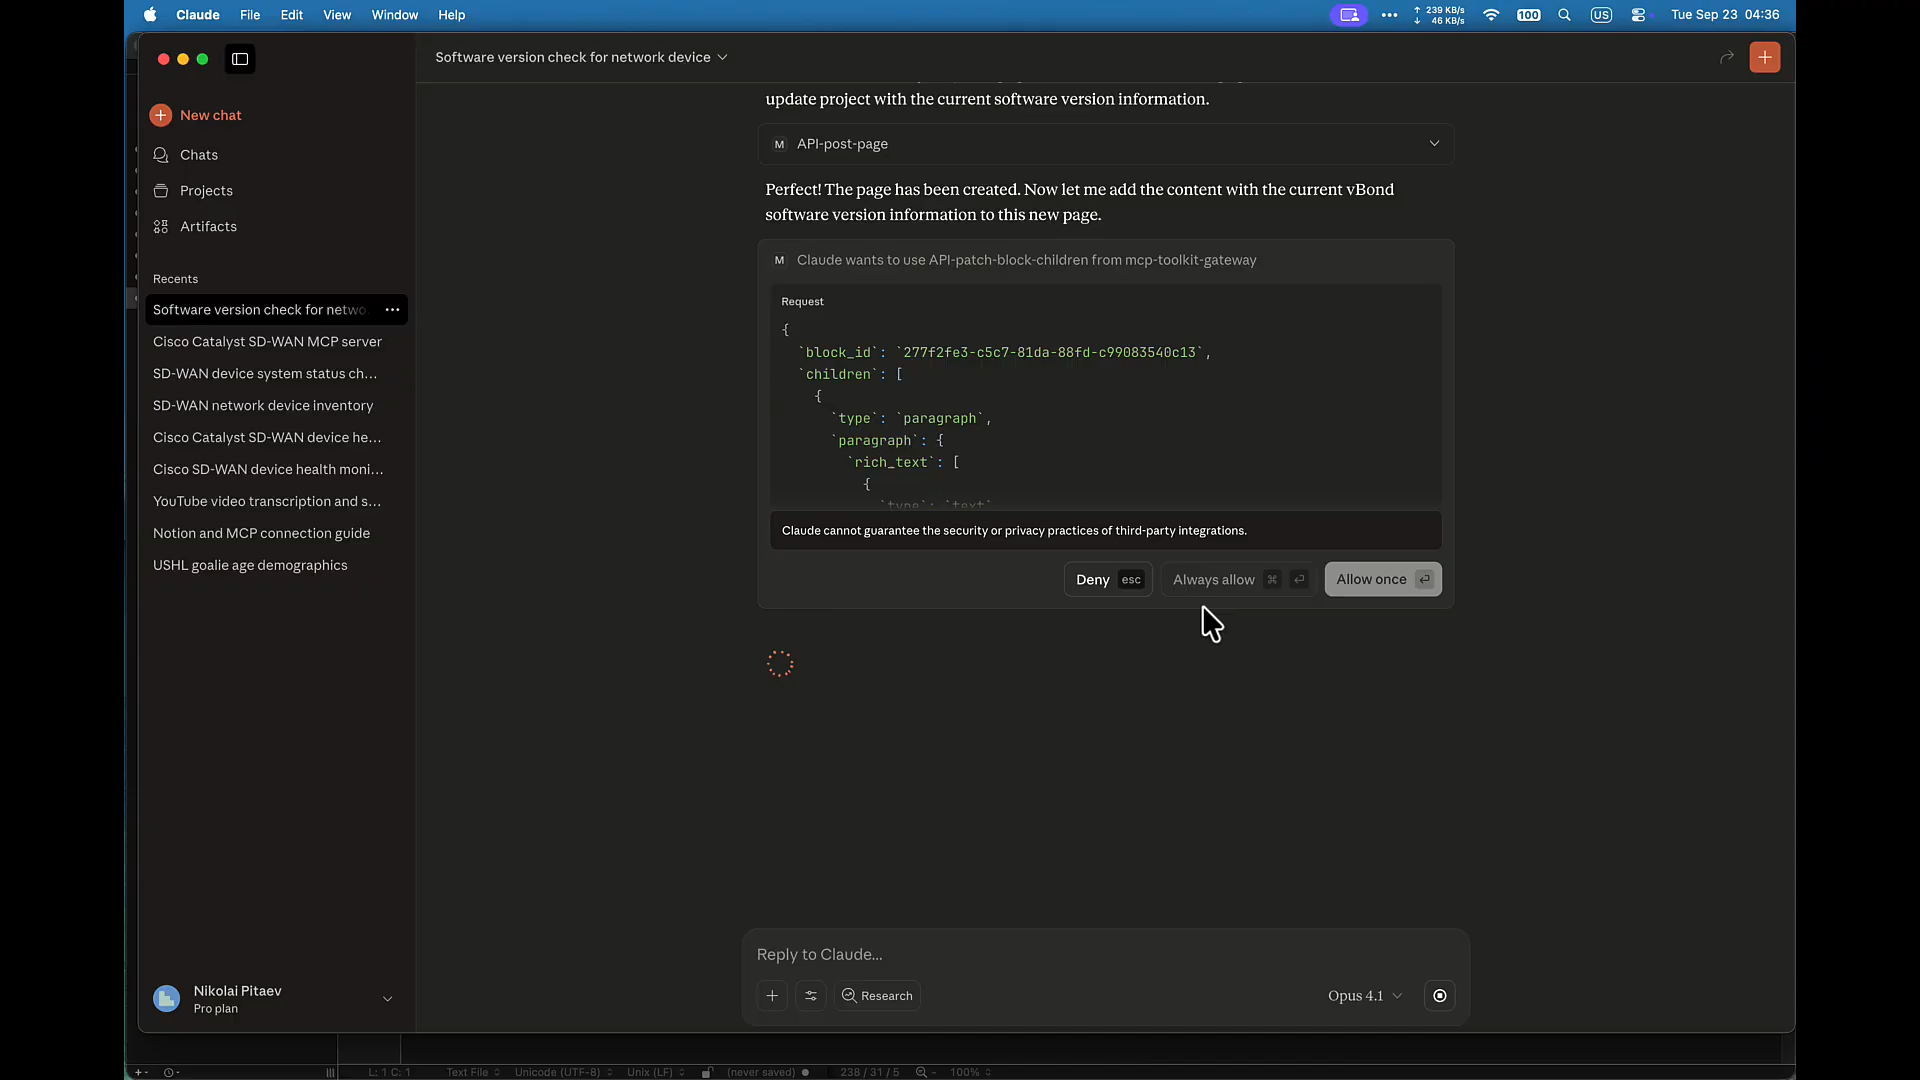 Claude File Edit View Window Help
239 KB/s
46 KB/s
100
US
Tue Sep 23 04:36
Software version check for network device
New chat
Chats
Projects
Artifacts
Recents
Software version check for netwo
Cisco Catalyst SD-WAN MCP server
SD-WAN device system status ch...
SD-WAN network device inventory
Cisco Catalyst SD-WAN device he...
Cisco SD-WAN device health moni...
YouTube video transcription and s...
Notion and MCP connection guide
USHL goalie age demographics
Nikolai Pitaev
Pro plan
update project with the current software version information.
M API-post-page
Perfect! The page has been created. Now let me add the content with the current vBond
software version information to this new page.
M Claude wants to use API-patch-block-children from mcp-toolkit-gateway
Request
{
`block_id`: `277f2fe3-c5c7-81da-88fd-c99083540c13`,
`children`: [
{
`type`: `paragraph`,
`paragraph`: {
`rich_text`: [
{
`type`: `text`
Claude cannot guarantee the security or privacy practices of third-party integrations.
Deny esc
Always allow ⌘ ⏎
Allow once ⏎
Reply to Claude...
Research
Opus 4.1
L: 1 C: 1 Text File Unicode (UTF-8) Unix (LF) (never saved) 238 / 31 / 5 100%